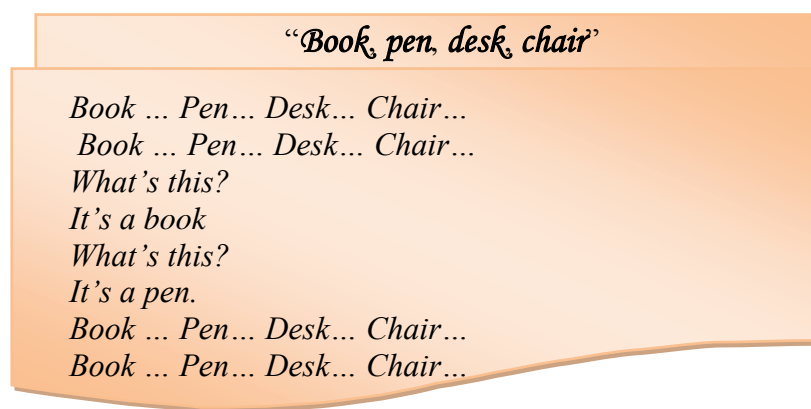 “Book, pen, desk, chair”
Book … Pen… Desk… Chair…
Book … Pen… Desk… Chair…
What’s this?
It’s a book
What’s this?
It’s a pen.
Book … Pen… Desk… Chair…
Book … Pen… Desk… Chair…